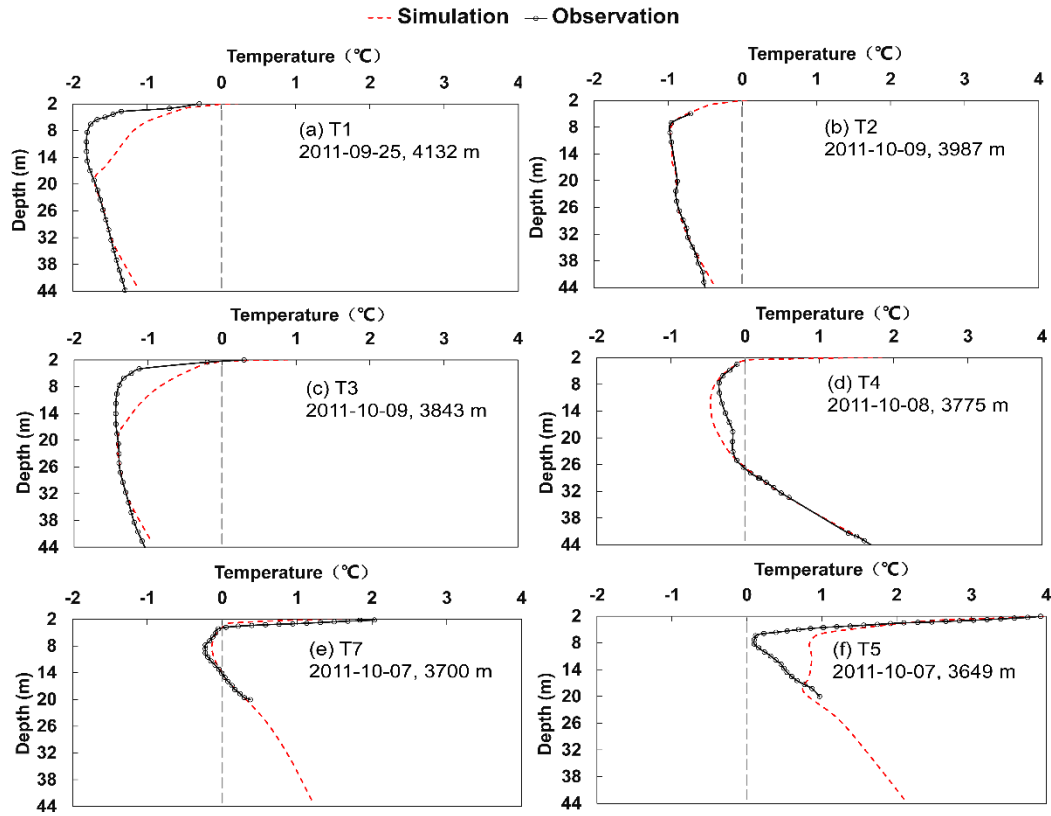 Simulation Observation
Temperature（℃）
-2 -1 0 1 2 3 4
2
8
14
20
26
32
38
44
Depth (m)
(a) T1
2011-09-25, 4132 m
Temperature（℃）
-2 -1 0 1 2 3 4
2
8
14
20
26
32
38
44
Depth (m)
(b) T2
2011-10-09, 3987 m
Temperature（℃）
-2 -1 0 1 2 3 4
2
8
14
20
26
32
38
44
Depth (m)
(c) T3
2011-10-09, 3843 m
Temperature（℃）
-2 -1 0 1 2 3 4
2
8
14
20
26
32
38
44
Depth (m)
(d) T4
2011-10-08, 3775 m
Temperature（℃）
-2 -1 0 1 2 3 4
2
8
14
20
26
32
38
44
Depth (m)
(e) T7
2011-10-07, 3700 m
Temperature（℃）
-2 -1 0 1 2 3 4
2
8
14
20
26
32
38
44
Depth (m)
(f) T5
2011-10-07, 3649 m